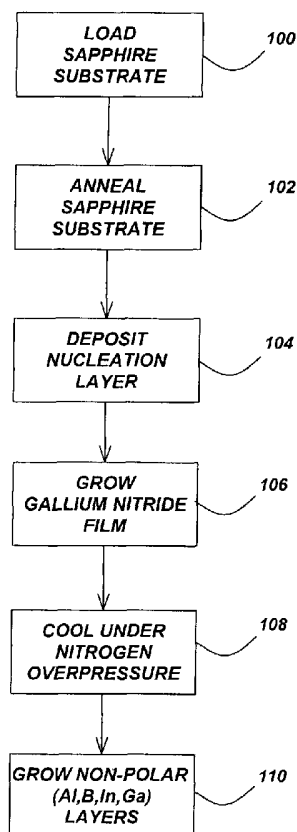 LOAD
SAPPHIRE
SUBSTRATE
100
ANNEAL
SAPPHIRE
SUBSTRATE
102
DEPOSIT
NUCLEATION
LAYER
104
GROW
GALLIUM NITRIDE
FILM
106
COOL UNDER
NITROGEN
OVERPRESSURE
108
GROW NON-POLAR
(Al,B,In,Ga)
LAYERS
110